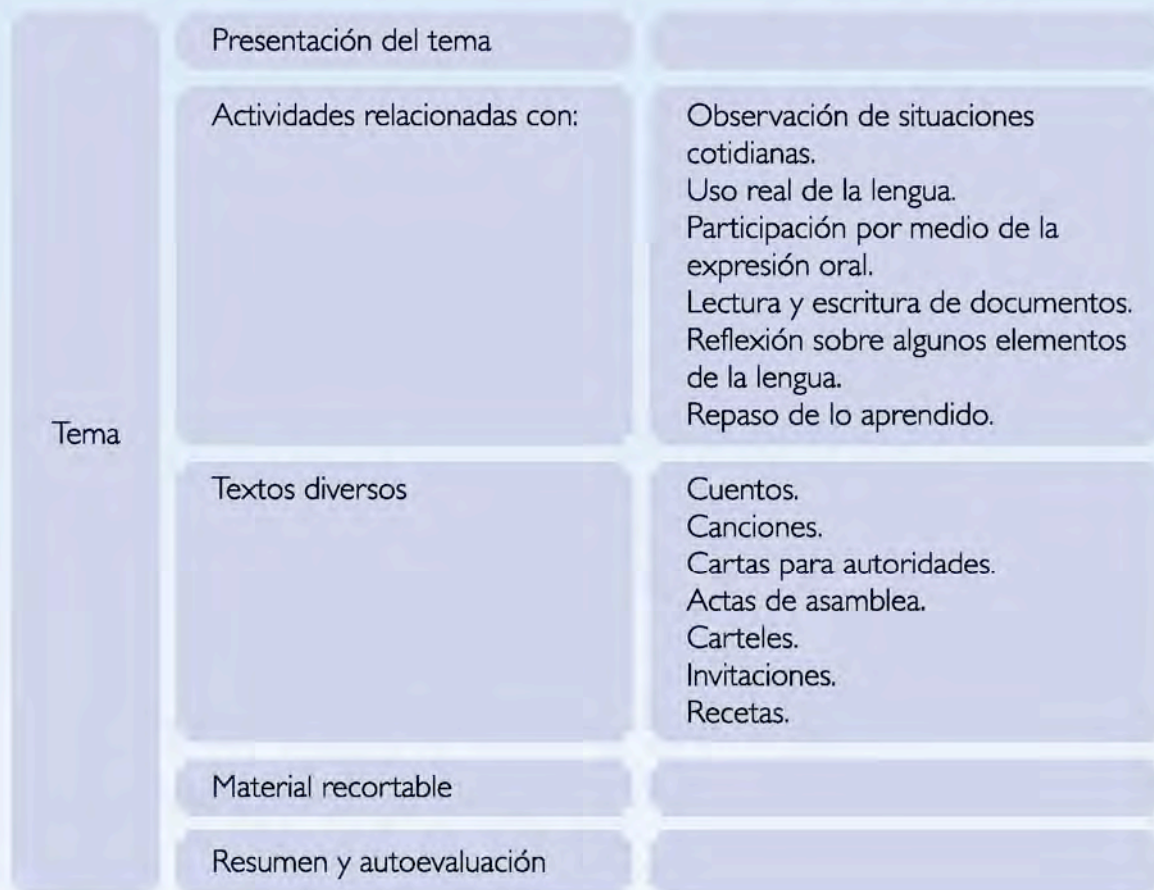 Presentación del tema
Actividades relacionadas con:
Observación de situaciones
cotidianas.
Uso real de la lengua.
Participación por medio de la
expresión oral.
Lectura y escritura de documentos.
Reflexión sobre algunos elementos
de la lengua.
Repaso de lo aprendido.
Tema
Textos diversos
Cuentos.
Canciones.
Cartas para autoridades.
Actas de asamblea.
Carteles.
Invitaciones.
Recetas.
Material recortable
Resumen y autoevaluación